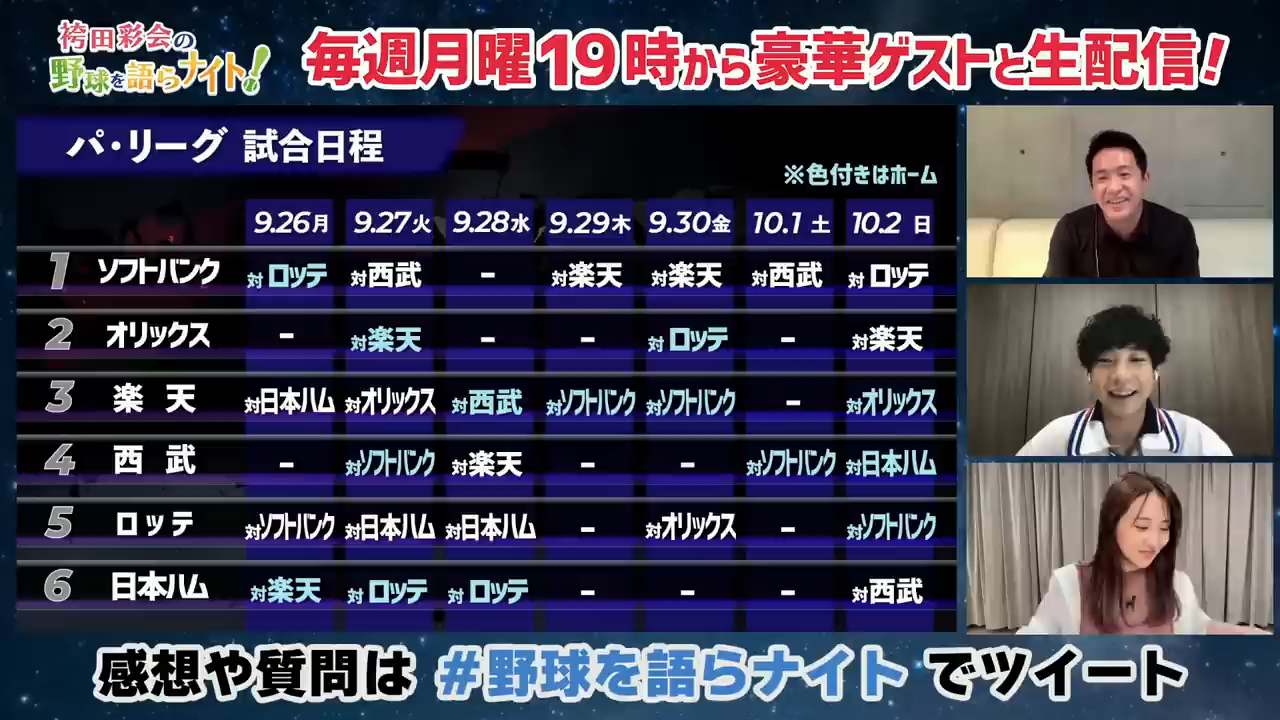 袴田彩会の
野球を語らナイト!
毎週月曜19時から豪華ゲストと生配信!
パ・リーグ 試合日程
※色付きはホーム
9.26月 9.27火 9.28水 9.29木 9.30金 10.1土 10.2日
1 ソフトバンク 対ロッテ 対西武 - 対楽天 対楽天 対西武 対ロッテ
2 オリックス - 対楽天 - - 対ロッテ - 対楽天
3 楽天 対日本ハム 対オリックス 対西武 対ソフトバンク 対ソフトバンク - 対オリックス
4 西武 - 対ソフトバンク 対楽天 - - 対ソフトバンク 対日本ハム
5 ロッテ 対ソフトバンク 対日本ハム 対日本ハム - 対オリックス - 対ソフトバンク
6 日本ハム 対楽天 対ロッテ 対ロッテ - - - 対西武
感想や質問は #野球を語らナイト でツイート